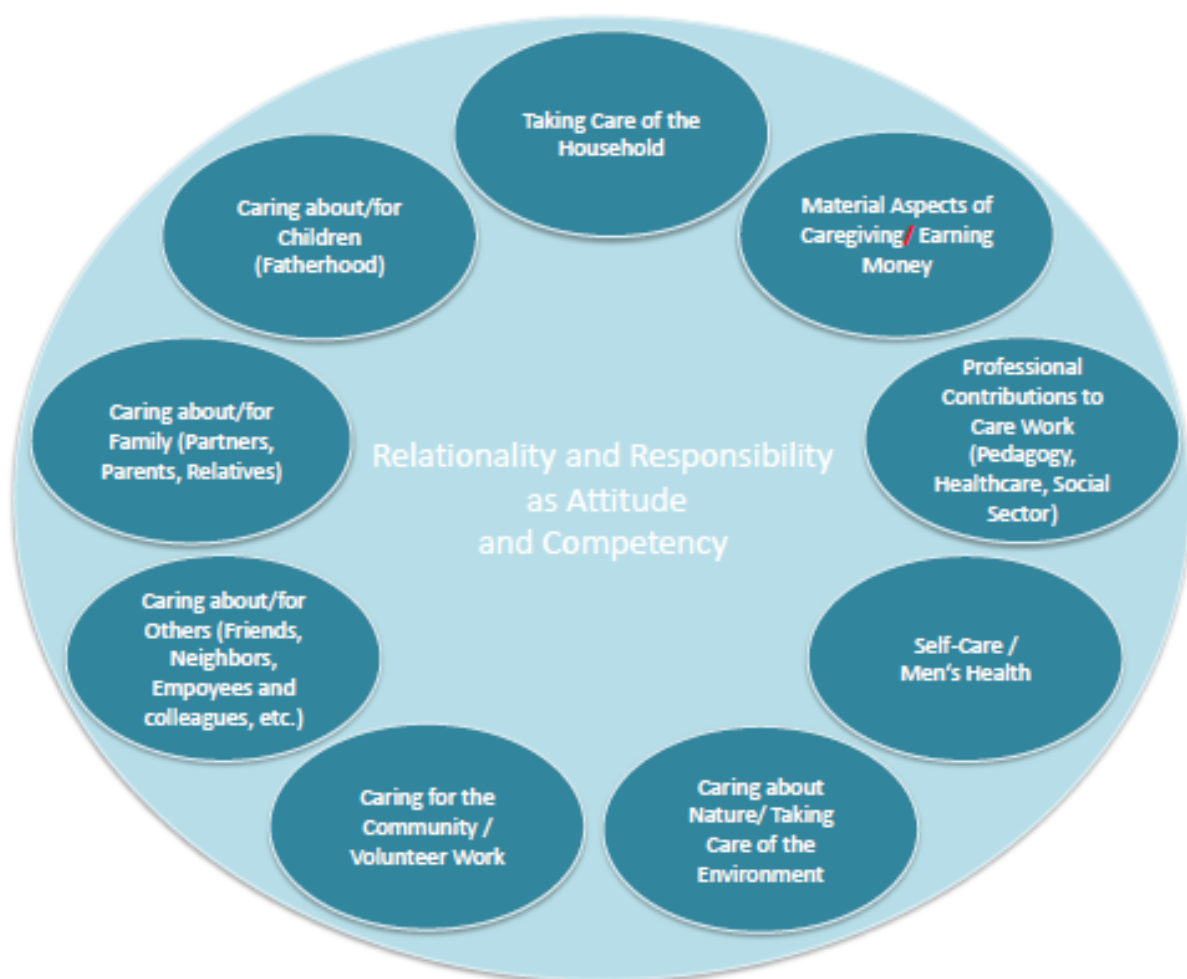 Taking Care of the
Household
Material Aspects of
Caregiving/ Earning
Money
Professional
Contributions to
Care Work
(Pedagogy,
Healthcare, Social
Sector)
Self-Care /
Men's Health
Caring about
Nature/ Taking
Care of the
Environment
Caring for the
Community /
Volunteer Work
Caring about/for
Others (Friends,
Neighbors,
Empoyees and
colleagues, etc.)
Caring about/for
Family (Partners,
Parents, Relatives)
Caring about/for
Children
(Fatherhood)
Relationality and Responsibility
as Attitude
and Competency